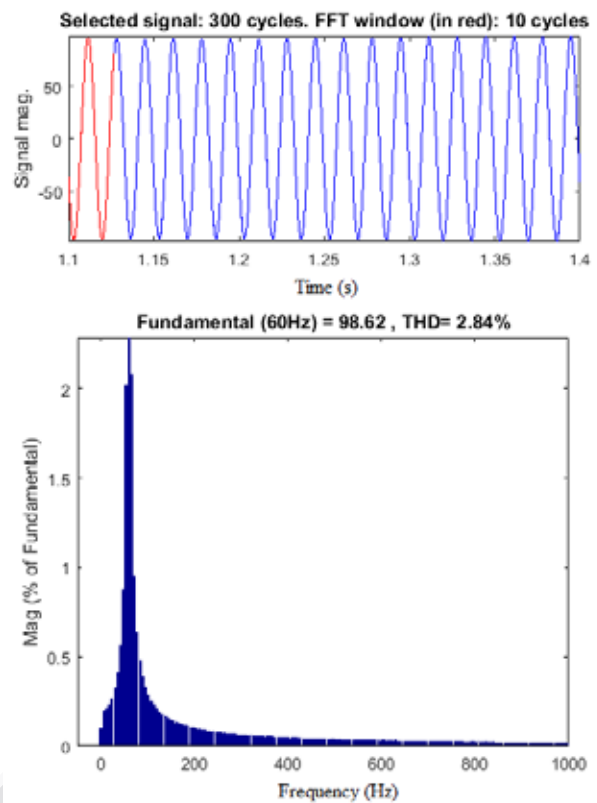 Selected signal: 300 cycles. FFT window (in red): 10 cycles
Signal mag.
50
0
-50
1.1 1.15 1.2 1.25 1.3 1.35 1.4
Time (s)
Fundamental (60Hz) = 98.62 , THD= 2.84%
Mag (% of Fundamental)
2
1.5
1
0.5
0
0 200 400 600 800 1000
Frequency (Hz)